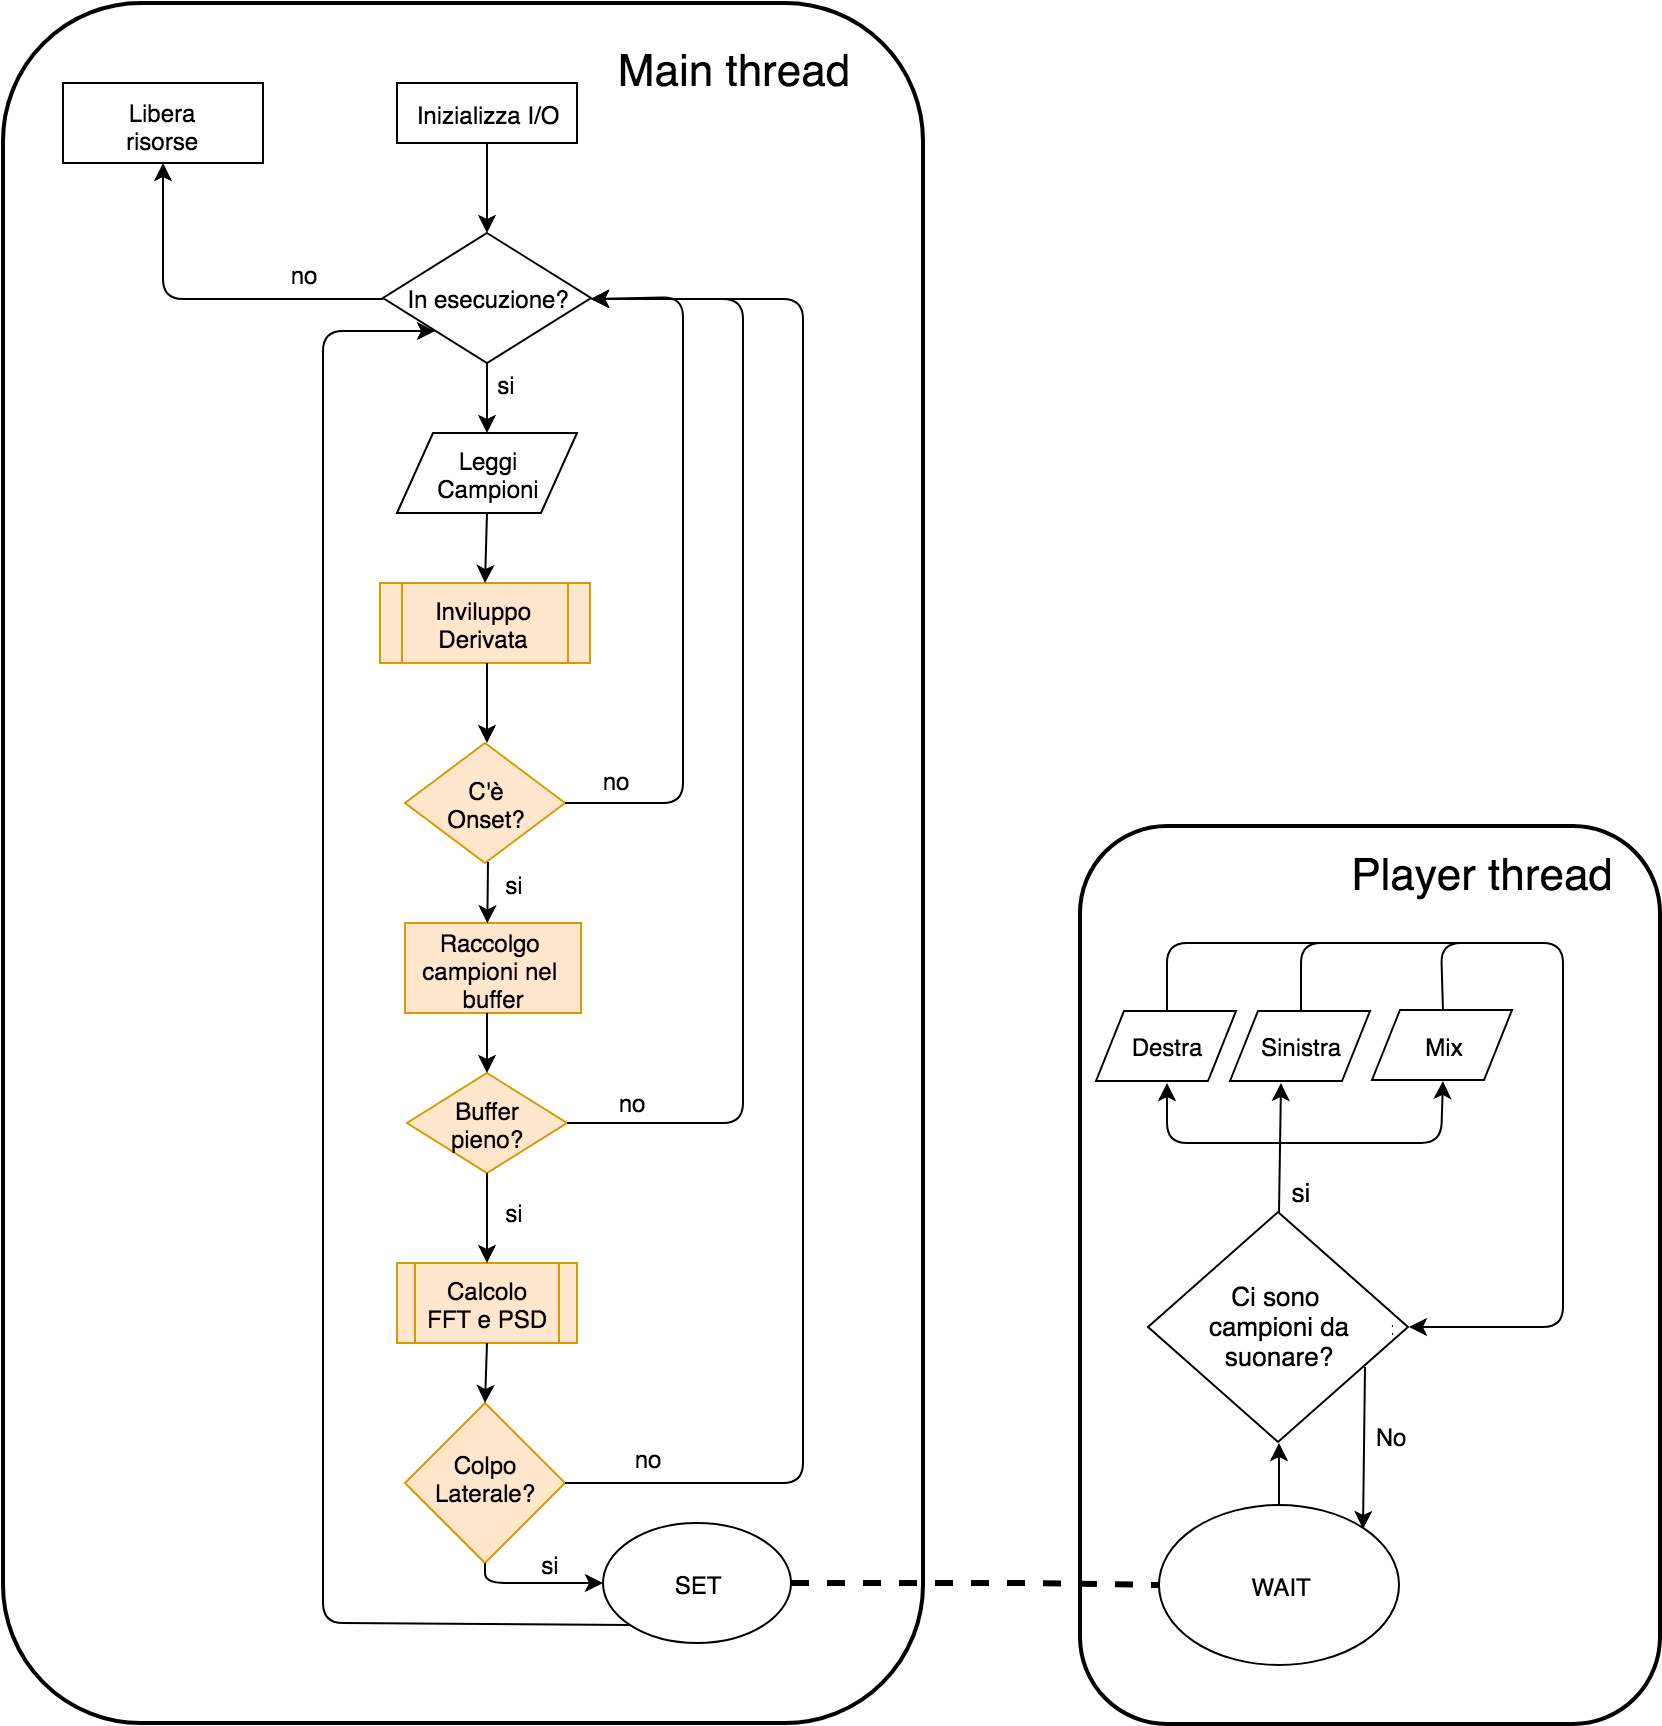 Main thread
Libera
risorse
Inizializza I/O
no
In esecuzione?
si
Leggi
Campioni
Inviluppo
Derivata
C'è
Onset?
no
si
Raccolgo
campioni nel
buffer
Buffer
pieno?
no
si
Calcolo
FFT e PSD
Colpo
Laterale?
no
si
SET
Player thread
Destra
Sinistra
Mix
si
Ci sono
campioni da
suonare?
No
WAIT